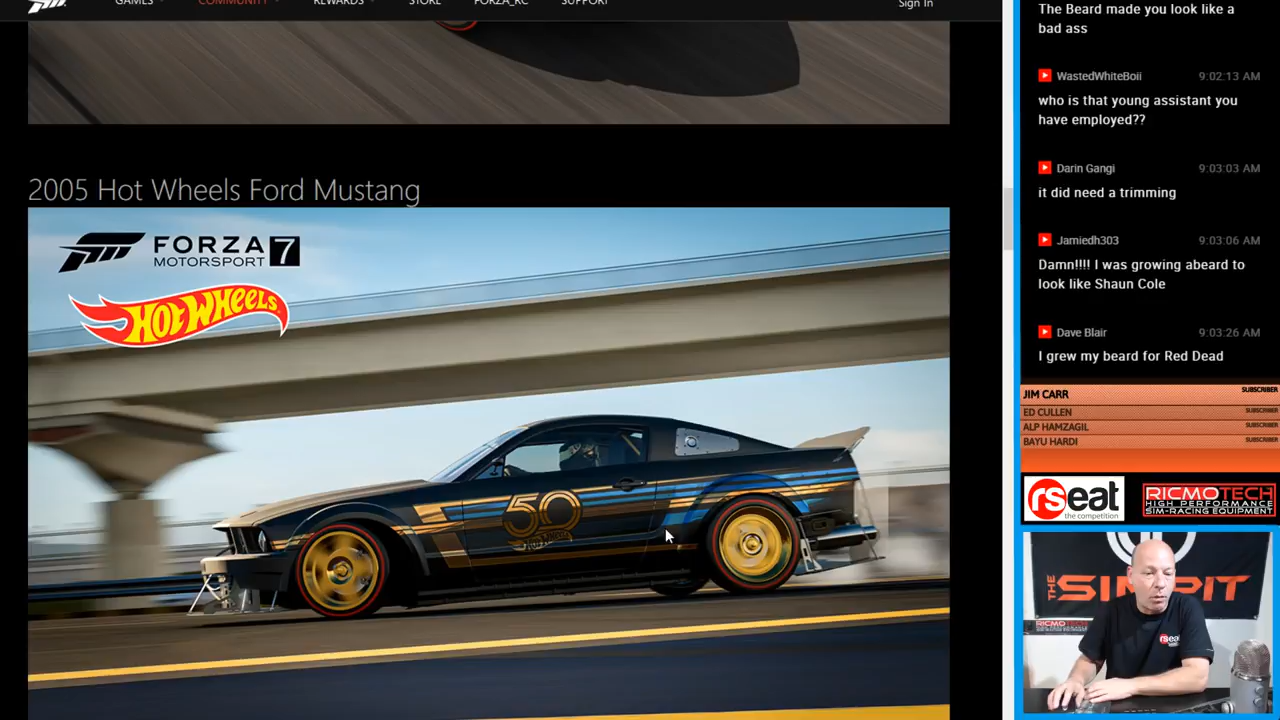 GAMES
COMMUNITY
REWARDS
STORE
FORZA_RC
SUPPORT
Sign In
2005 Hot Wheels Ford Mustang
FORZA
MOTORSPORT 7
HOT WHEELS
50
The Beard made you look like a
bad ass
WastedWhiteBoii 9:02:13 AM
who is that young assistant you
have employed??
Darin Gangi 9:03:03 AM
it did need a trimming
Jamiedh303 9:03:06 AM
Damn!!!! I was growing abeard to
look like Shaun Cole
Dave Blair 9:03:26 AM
I grew my beard for Red Dead
JIM CARR SUBSCRIBER
ED CULLEN SUBSCRIBER
ALP HAMZAGIL SUBSCRIBER
BAYU HARDI SUBSCRIBER
rseat
the competition
RICMOTECH
HIGH PERFORMANCE
SIM-RACING EQUIPMENT
THE SIMPIT
RICMOTECH
rseat